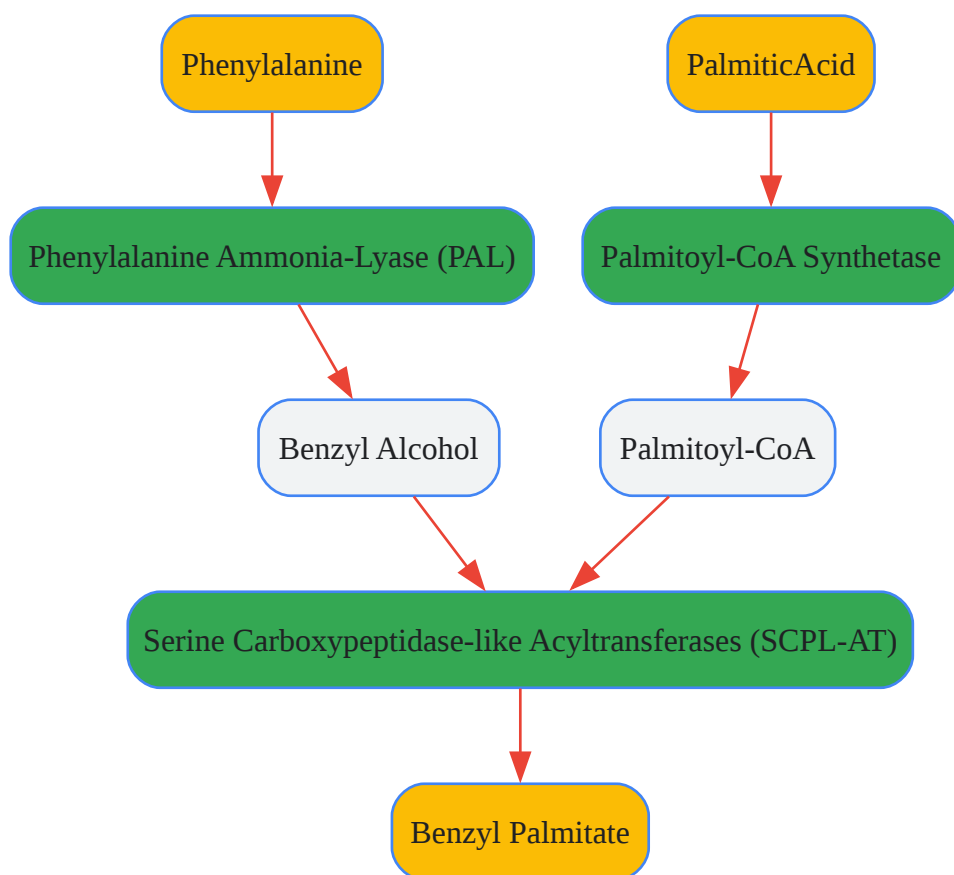 Phenylalanine
PalmiticAcid
Phenylalanine Ammonia-Lyase (PAL)
Palmitoyl-CoA Synthetase
Benzyl Alcohol
Palmitoyl-CoA
Serine Carboxypeptidase-like Acyltransferases (SCPL-AT)
Benzyl Palmitate